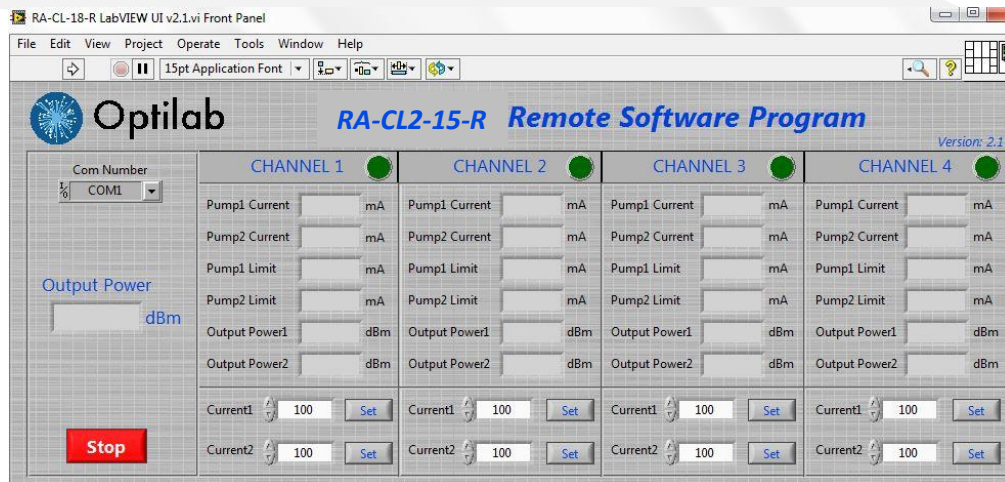 RA-CL-18-R LabVIEW UI v2.1.vi Front Panel
File Edit View Project Operate Tools Window Help
15pt Application Font
Optilab RA-CL2-15-R Remote Software Program
Version: 2.1
Com Number
COM1
Output Power
dBm
Stop
CHANNEL 1
Pump1 Current mA
Pump2 Current mA
Pump1 Limit mA
Pump2 Limit mA
Output Power1 dBm
Output Power2 dBm
Current1 100 Set
Current2 100 Set
CHANNEL 2
Pump1 Current mA
Pump2 Current mA
Pump1 Limit mA
Pump2 Limit mA
Output Power1 dBm
Output Power2 dBm
Current1 100 Set
Current2 100 Set
CHANNEL 3
Pump1 Current mA
Pump2 Current mA
Pump1 Limit mA
Pump2 Limit mA
Output Power1 dBm
Output Power2 dBm
Current1 100 Set
Current2 100 Set
CHANNEL 4
Pump1 Current mA
Pump2 Current mA
Pump1 Limit mA
Pump2 Limit mA
Output Power1 dBm
Output Power2 dBm
Current1 100 Set
Current2 100 Set